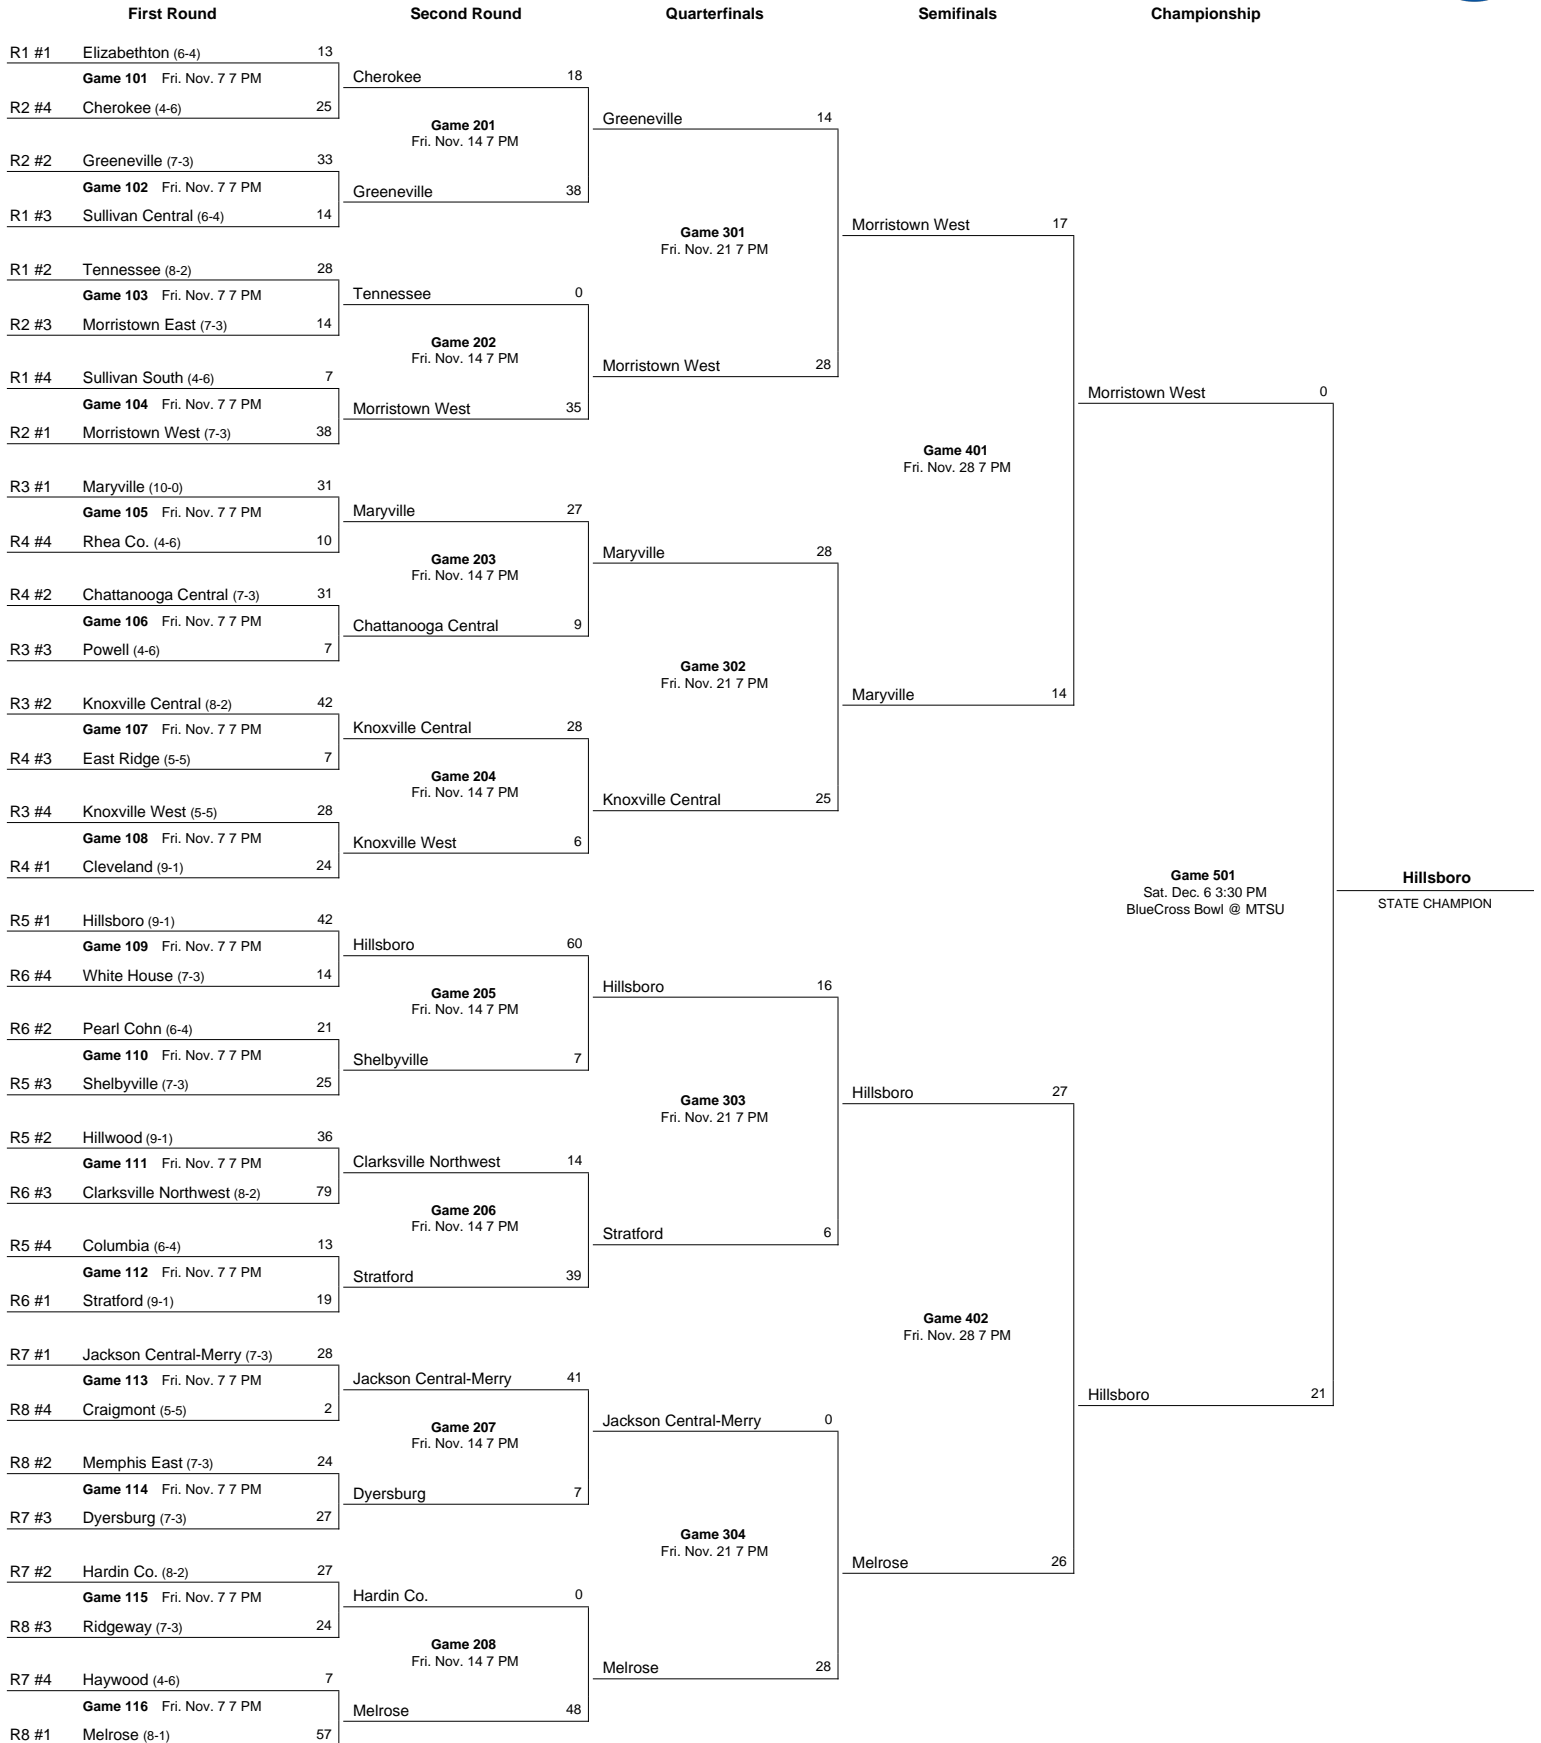 First Round Second Round Quarterfinals Semifinals Championship
R1 #1 Elizabethton (6-4) 13
Game 101 Fri. Nov. 7 7 PM
R2 #4 Cherokee (4-6) 25
R2 #2 Greeneville (7-3) 33
Game 102 Fri. Nov. 7 7 PM
R1 #3 Sullivan Central (6-4) 14
R1 #2 Tennessee (8-2) 28
Game 103 Fri. Nov. 7 7 PM
R2 #3 Morristown East (7-3) 14
R1 #4 Sullivan South (4-6) 7
Game 104 Fri. Nov. 7 7 PM
R2 #1 Morristown West (7-3) 38
R3 #1 Maryville (10-0) 31
Game 105 Fri. Nov. 7 7 PM
R4 #4 Rhea Co. (4-6) 10
R4 #2 Chattanooga Central (7-3) 31
Game 106 Fri. Nov. 7 7 PM
R3 #3 Powell (4-6) 7
R3 #2 Knoxville Central (8-2) 42
Game 107 Fri. Nov. 7 7 PM
R4 #3 East Ridge (5-5) 7
R3 #4 Knoxville West (5-5) 28
Game 108 Fri. Nov. 7 7 PM
R4 #1 Cleveland (9-1) 24
R5 #1 Hillsboro (9-1) 42
Game 109 Fri. Nov. 7 7 PM
R6 #4 White House (7-3) 14
R6 #2 Pearl Cohn (6-4) 21
Game 110 Fri. Nov. 7 7 PM
R5 #3 Shelbyville (7-3) 25
R5 #2 Hillwood (9-1) 36
Game 111 Fri. Nov. 7 7 PM
R6 #3 Clarksville Northwest (8-2) 79
R5 #4 Columbia (6-4) 13
Game 112 Fri. Nov. 7 7 PM
R6 #1 Stratford (9-1) 19
R7 #1 Jackson Central-Merry (7-3) 28
Game 113 Fri. Nov. 7 7 PM
R8 #4 Craigmont (5-5) 2
R8 #2 Memphis East (7-3) 24
Game 114 Fri. Nov. 7 7 PM
R7 #3 Dyersburg (7-3) 27
R7 #2 Hardin Co. (8-2) 27
Game 115 Fri. Nov. 7 7 PM
R8 #3 Ridgeway (7-3) 24
R7 #4 Haywood (4-6) 7
Game 116 Fri. Nov. 7 7 PM
R8 #1 Melrose (8-1) 57
Cherokee 18
Game 201
Fri. Nov. 14 7 PM
Greeneville 38
Tennessee 0
Game 202
Fri. Nov. 14 7 PM
Morristown West 35
Maryville 27
Game 203
Fri. Nov. 14 7 PM
Chattanooga Central 9
Knoxville Central 28
Game 204
Fri. Nov. 14 7 PM
Knoxville West 6
Hillsboro 60
Game 205
Fri. Nov. 14 7 PM
Shelbyville 7
Clarksville Northwest 14
Game 206
Fri. Nov. 14 7 PM
Stratford 39
Jackson Central-Merry 41
Game 207
Fri. Nov. 14 7 PM
Dyersburg 7
Hardin Co. 0
Game 208
Fri. Nov. 14 7 PM
Melrose 48
Greeneville 14
Game 301
Fri. Nov. 21 7 PM
Morristown West 28
Maryville 28
Game 302
Fri. Nov. 21 7 PM
Knoxville Central 25
Hillsboro 16
Game 303
Fri. Nov. 21 7 PM
Stratford 6
Jackson Central-Merry 0
Game 304
Fri. Nov. 21 7 PM
Melrose 28
Morristown West 17
Game 401
Fri. Nov. 28 7 PM
Maryville 14
Hillsboro 27
Game 402
Fri. Nov. 28 7 PM
Melrose 26
Morristown West 0
Game 501
Sat. Dec. 6 3:30 PM
BlueCross Bowl @ MTSU
Hillsboro 21
Hillsboro
STATE CHAMPION